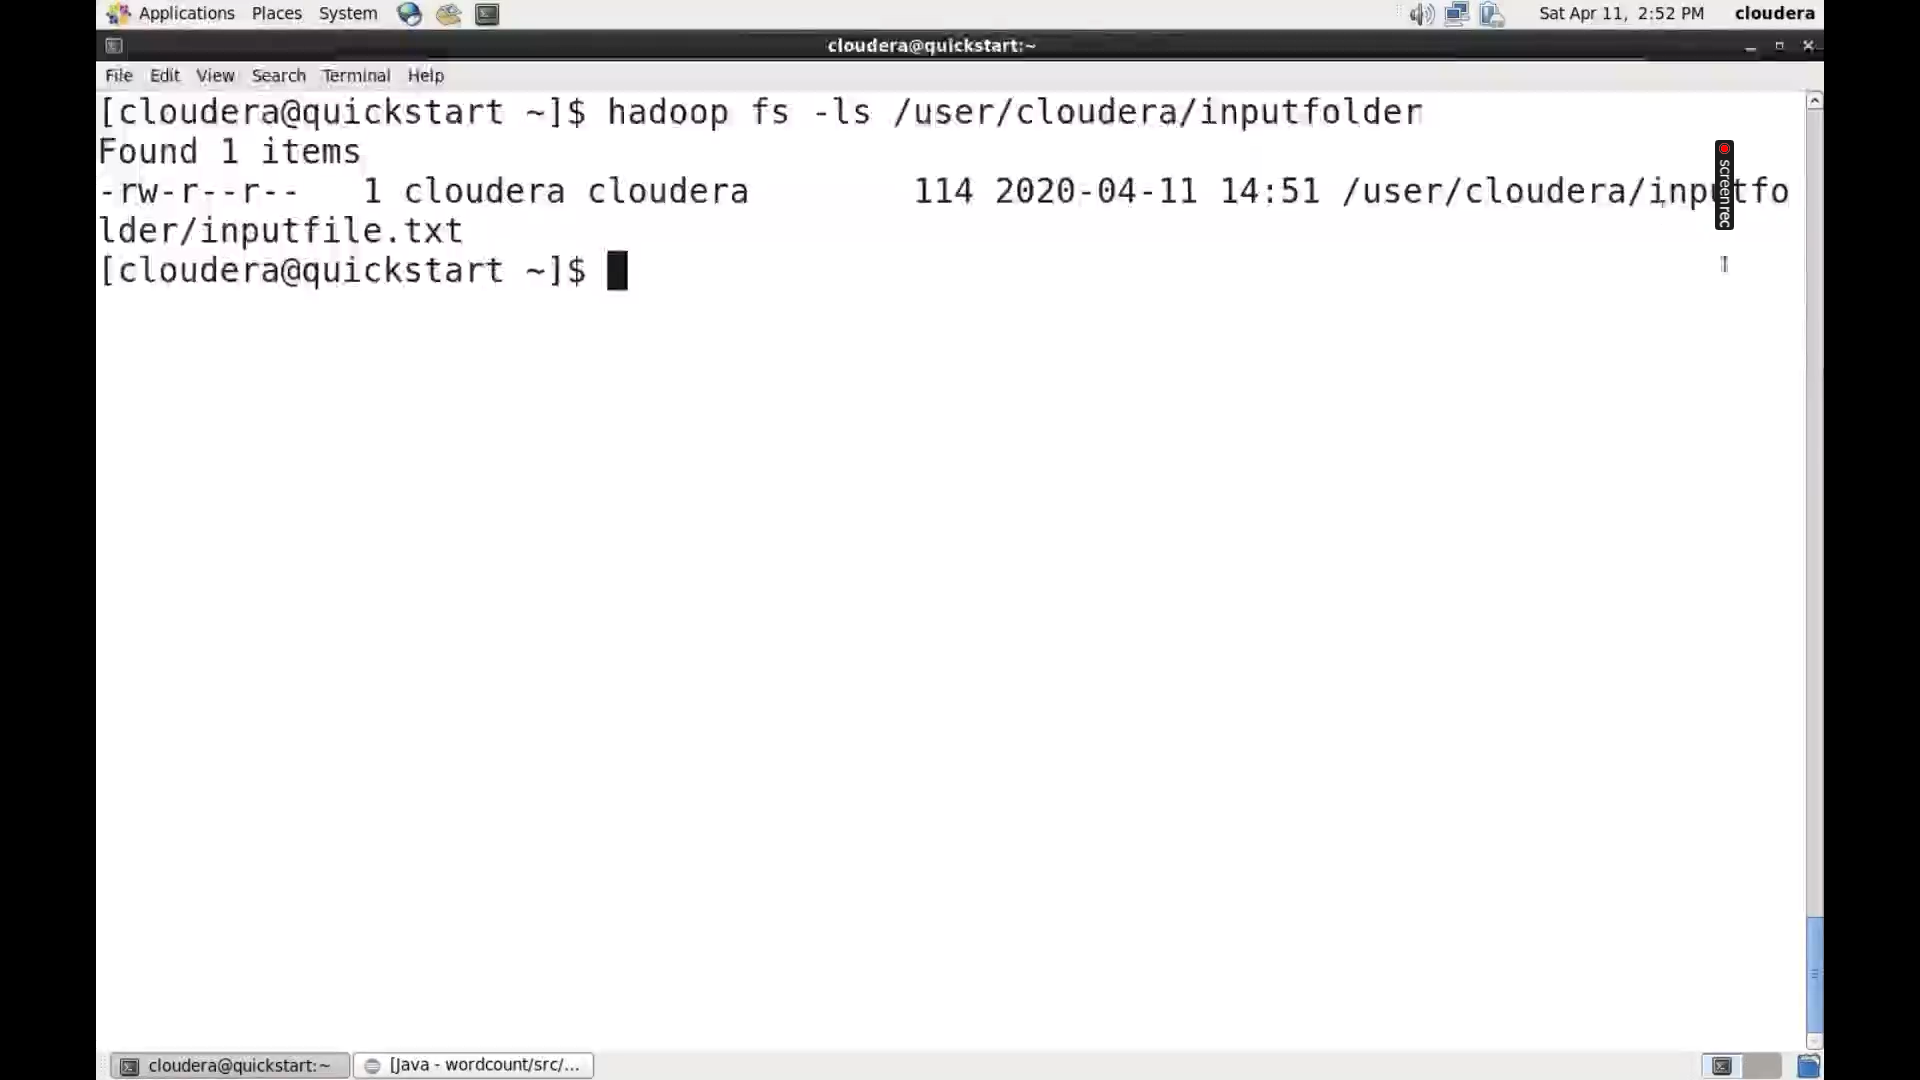 Applications Places System Sat Apr 11, 2:52 PM cloudera
cloudera@quickstart:~
File Edit View Search Terminal Help
[cloudera@quickstart ~]$ hadoop fs -ls /user/cloudera/inputfolder
Found 1 items
-rw-r--r--   1 cloudera cloudera        114 2020-04-11 14:51 /user/cloudera/inputfo
lder/inputfile.txt
[cloudera@quickstart ~]$
screenrec
cloudera@quickstart:~ [Java - wordcount/src/...